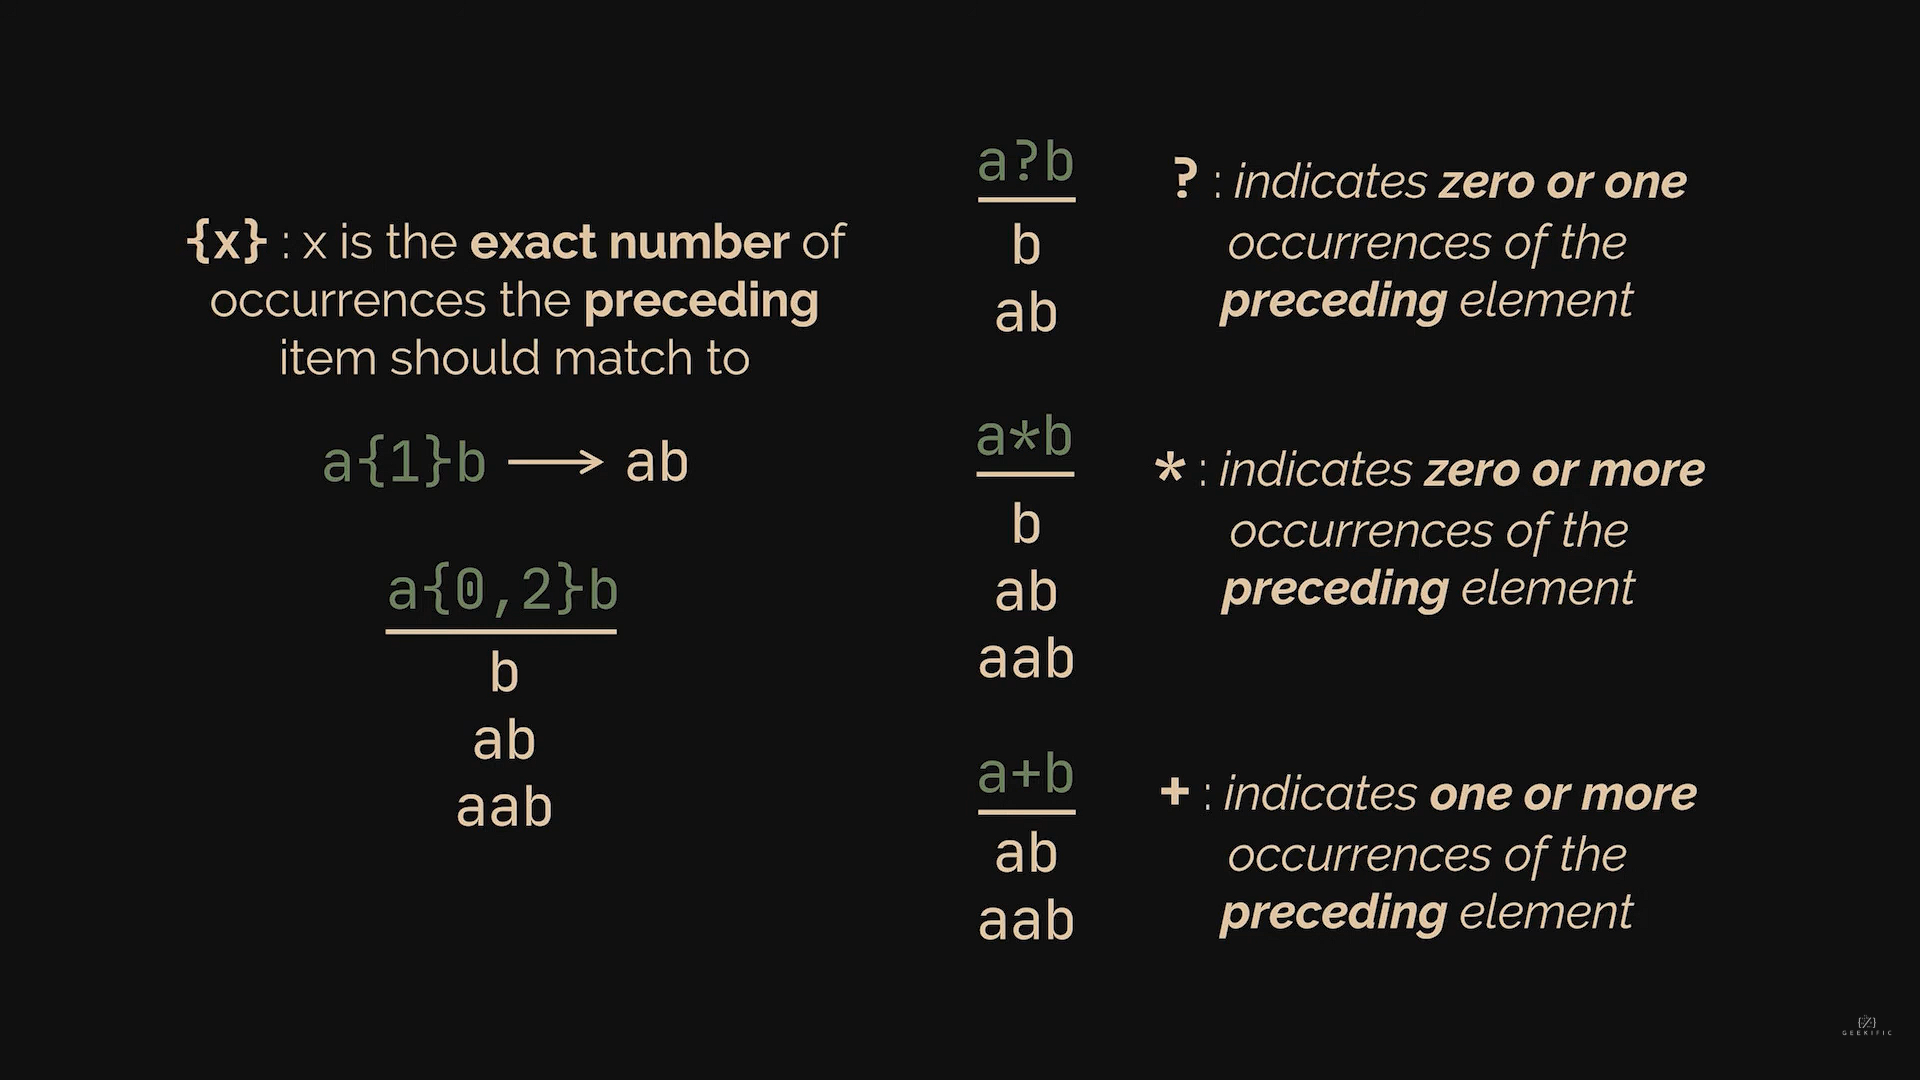 {x} : x is the exact number of
occurrences the preceding
item should match to
a{1}b → ab
a{0,2}b
b
ab
aab
a?b
b
ab
? : indicates zero or one
occurrences of the
preceding element
a*b
b
ab
aab
* : indicates zero or more
occurrences of the
preceding element
a+b
ab
aab
+ : indicates one or more
occurrences of the
preceding element
GEEKIFIC